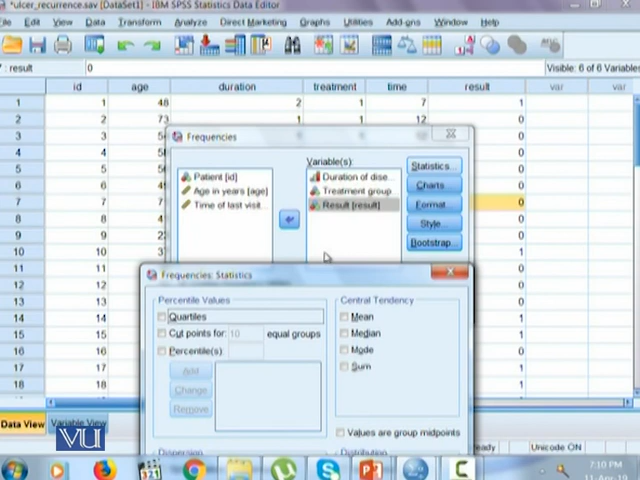 *ulcer_recurrence.sav [DataSet1] - IBM SPSS Statistics Data Editor
Edit View Data Transform Analyze Direct Marketing Graphs Utilities Add-ons Window Help
: result 0 Visible: 6 of 6 Variables
id age duration treatment time result var var
1 1 48 2 1 7 1
2 2 73 1 1 12 0
3 3 0
4 4 0
5 5 0
6 6 0
7 7 0
8 8 0
9 9 0
10 10 1
11 11 0
12 12 0
13 13 0
14 14 1
15 15 1
16 16 0
17 17 1
18 18 1
Frequencies
Variable(s):
Patient [id]
Age in years [age]
Time of last visit...
Duration of dise...
Treatment group...
Result [result]
Statistics...
Charts...
Format...
Style...
Bootstrap...
Frequencies: Statistics
Percentile Values
Quartiles
Cut points for: 10 equal groups
Percentile(s):
Add
Change
Remove
Central Tendency
Mean
Median
Mode
Sum
Values are group midpoints
Dispersion
Distribution
Data View Variable View
VU
Unicode:ON
7:10 PM
11-Apr-19